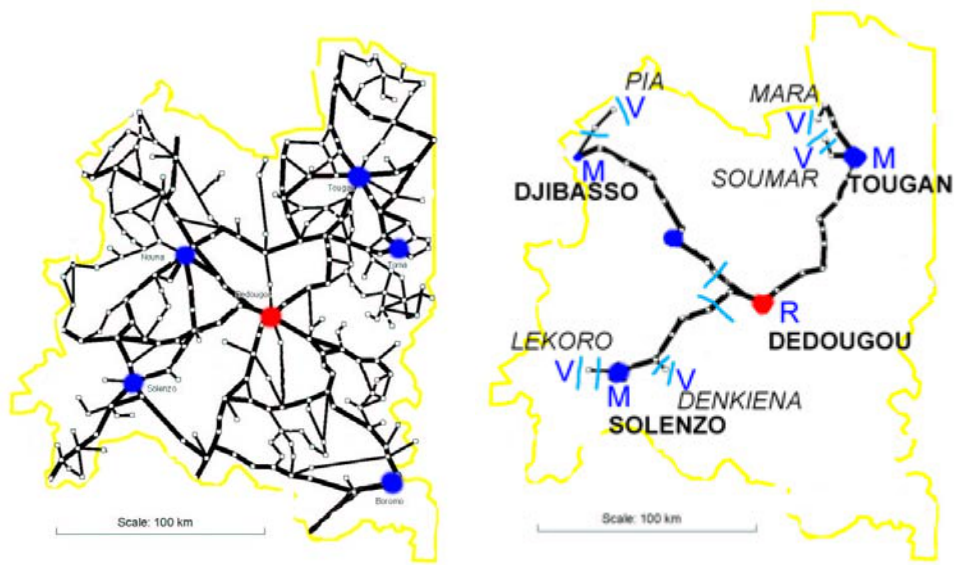 Tougan
Toma
Nouna
Dedougou
Solenzo
Boromo
Scale: 100 km
PIA
V
MARA
V
V
M
M
SOUMAR
TOUGAN
DJIBASSO
R
DEDOUGOU
LEKORO
V
V
M
DENKIENA
SOLENZO
Scale: 100 km